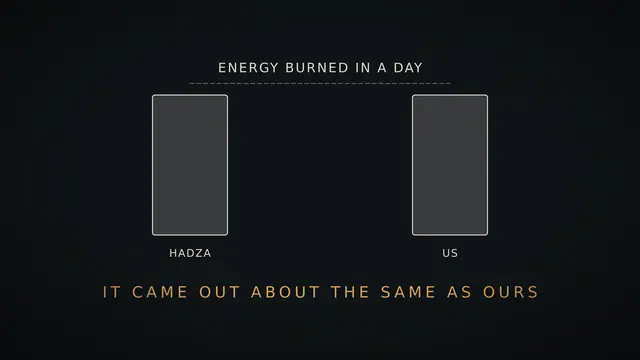 ENERGY BURNED IN A DAY
HADZA
US
IT CAME OUT ABOUT THE SAME AS OURS